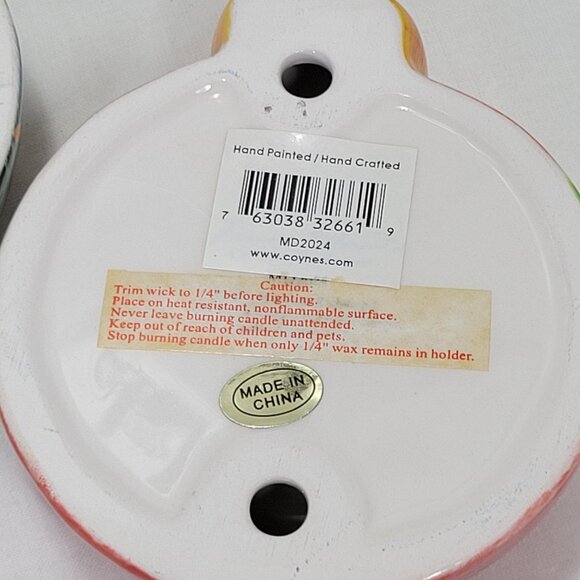 Hand Painted / Hand Crafted
7 63038 32661 9
MD2024
www.coynes.com
Caution:
Trim wick to 1/4" before lighting.
Place on heat resistant, nonflammable surface.
Never leave burning candle unattended.
Keep out of reach of children and pets.
Stop burning candle when only 1/4" wax remains in holder.
MADE IN
CHINA